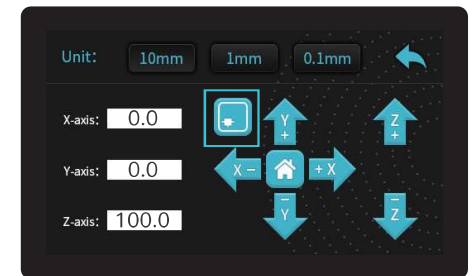 Unit: 10mm 1mm 0.1mm
X-axis: 0.0
Y+
Z+
Y-axis: 0.0
X-
+X
Z-axis: 100.0
-Y
-Z